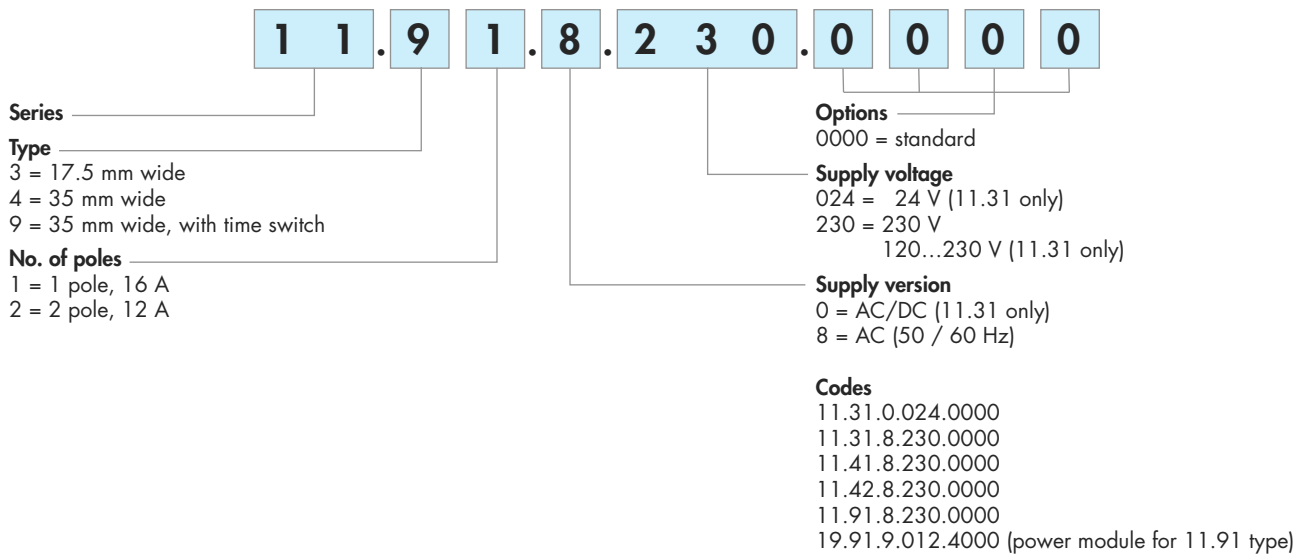 1 1 . 9 1 . 8 . 2 3 0 . 0 0 0 0
Series
Type
3 = 17.5 mm wide
4 = 35 mm wide
9 = 35 mm wide, with time switch
No. of poles
1 = 1 pole, 16 A
2 = 2 pole, 12 A
Options
0000 = standard
Supply voltage
024 = 24 V (11.31 only)
230 = 230 V
120...230 V (11.31 only)
Supply version
0 = AC/DC (11.31 only)
8 = AC (50 / 60 Hz)
Codes
11.31.0.024.0000
11.31.8.230.0000
11.41.8.230.0000
11.42.8.230.0000
11.91.8.230.0000
19.91.9.012.4000 (power module for 11.91 type)